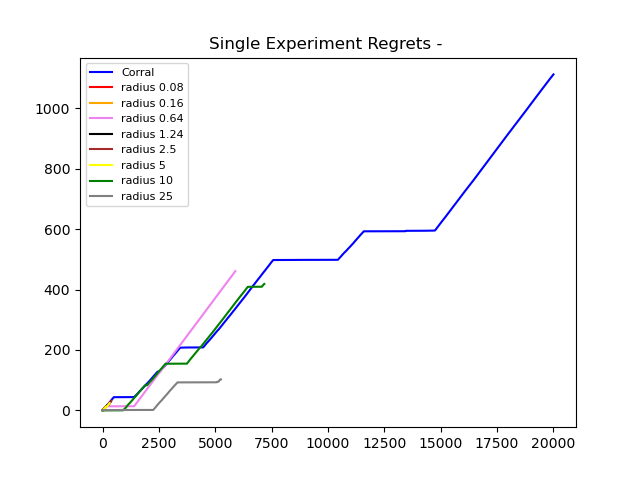 Single Experiment Regrets -
Corral
radius 0.08
radius 0.16
radius 0.64
radius 1.24
radius 2.5
radius 5
radius 10
radius 25
1000
800
600
400
200
0
0 2500 5000 7500 10000 12500 15000 17500 20000